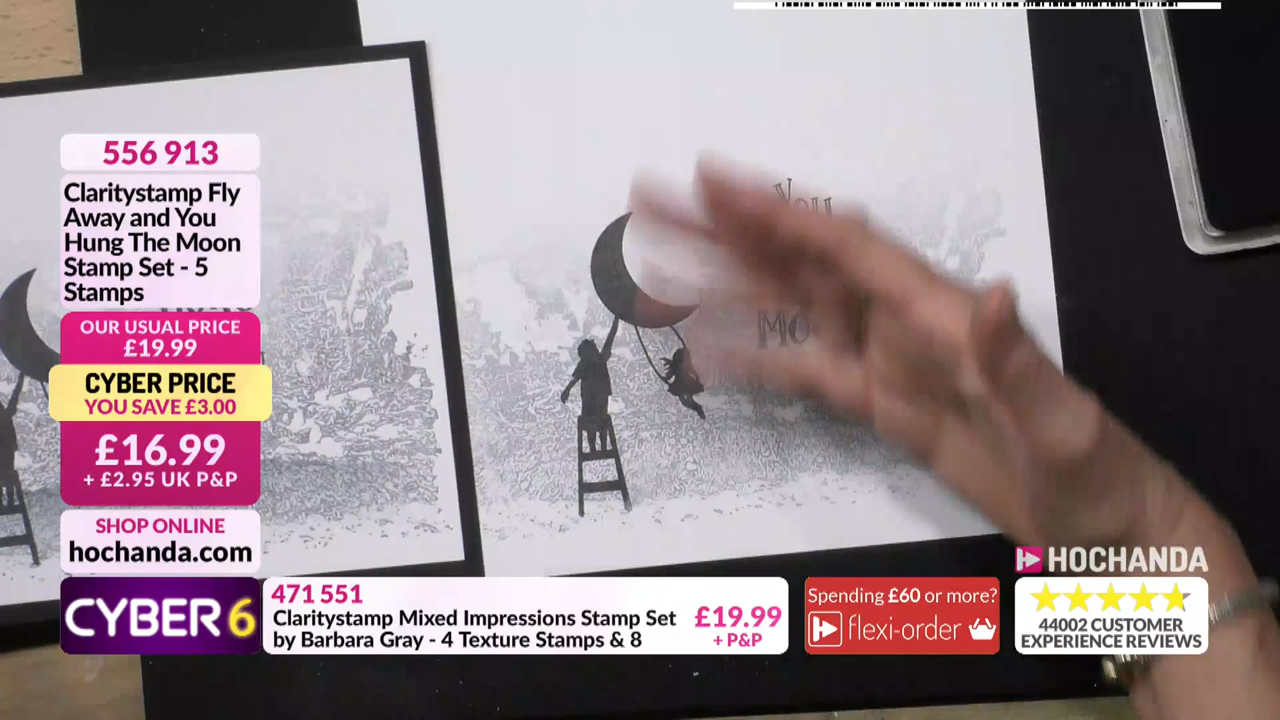 556 913
Claritystamp Fly
Away and You
Hung The Moon
Stamp Set - 5
Stamps
OUR USUAL PRICE
£19.99
CYBER PRICE
YOU SAVE £3.00
£16.99
+ £2.95 UK P&P
SHOP ONLINE
hochanda.com
CYBER 6
471 551
Claritystamp Mixed Impressions Stamp Set
by Barbara Gray - 4 Texture Stamps & 8
£19.99
+ P&P
Spending £60 or more?
flexi-order
HOCHANDA
44002 CUSTOMER
EXPERIENCE REVIEWS
You